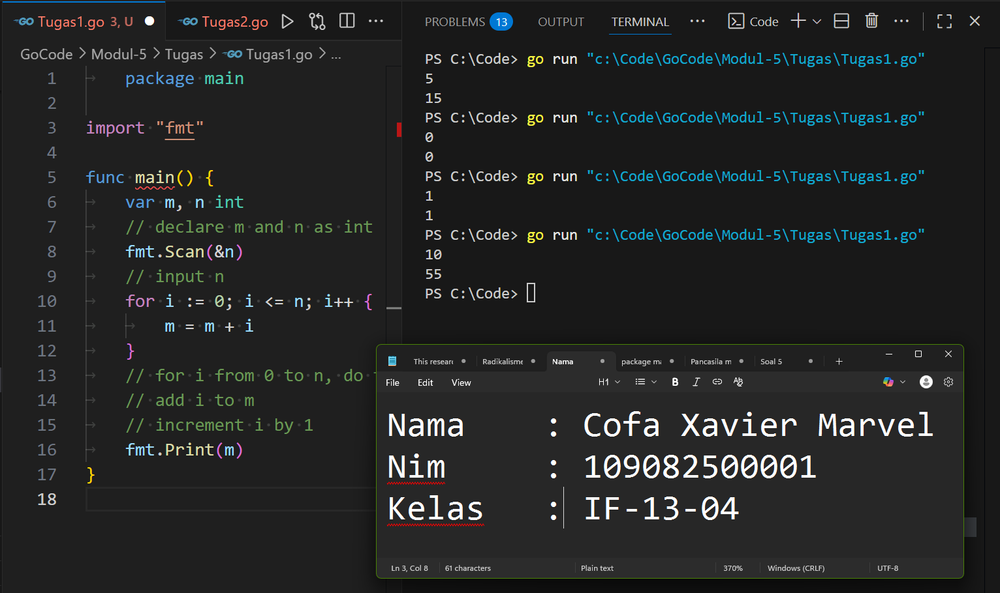 Tugas1.go 3, U
Tugas2.go
GoCode > Modul-5 > Tugas > Tugas1.go > ...
1 package main
2
3 import "fmt"
4
5 func main() {
6 var m, n int
7 // declare m and n as int
8 fmt.Scan(&n)
9 // input n
10 for i := 0; i <= n; i++ {
11 m = m + i
12 }
13 // for i from 0 to n, do
14 // add i to m
15 // increment i by 1
16 fmt.Print(m)
17 }
18
PROBLEMS 13 OUTPUT TERMINAL ... Code
PS C:\Code> go run "c:\Code\GoCode\Modul-5\Tugas\Tugas1.go"
5
15
PS C:\Code> go run "c:\Code\GoCode\Modul-5\Tugas\Tugas1.go"
0
0
PS C:\Code> go run "c:\Code\GoCode\Modul-5\Tugas\Tugas1.go"
1
1
PS C:\Code> go run "c:\Code\GoCode\Modul-5\Tugas\Tugas1.go"
10
55
PS C:\Code>
This resear Radikalisme Nama package ma Pancasila m Soal 5
File Edit View H1 B I
Nama : Cofa Xavier Marvel
Nim : 109082500001
Kelas : IF-13-04
Ln 3, Col 8 61 characters Plain text 370% Windows (CRLF) UTF-8